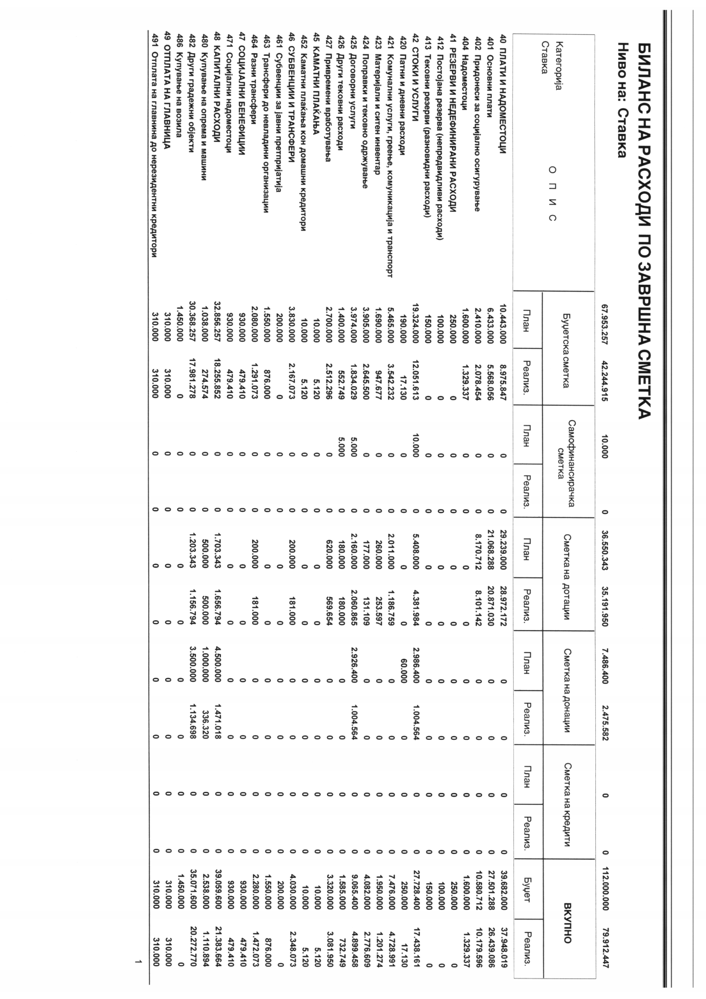 БИЛАНС НА РАСХОДИ ПО ЗАВРШНА СМЕТКА
Ниво на: Ставка
67.953.257 42.244.915 10.000 0 36.550.343 35.191.950 7.486.400 2.475.582 0 0 112.000.000 79.912.447
Категорија
Ставка
О П И С
Буџетска сметка
Самофинансирачка сметка
Сметка на дотации
Сметка на донации
Сметка на кредити
ВКУПНО
План Реализ. План Реализ. План Реализ. План Реализ. План Реализ. Буџет Реализ.
40 ПЛАТИ И НАДОМЕСТОЦИ 10.443.000 8.975.847 0 0 29.239.000 28.972.172 0 0 0 0 39.682.000 37.948.019
401 Основни плати 6.433.000 5.568.056 0 0 21.068.288 20.871.030 0 0 0 0 27.501.288 26.439.086
402 Придонеси за социјално осигурување 2.410.000 2.078.454 0 0 8.170.712 8.101.142 0 0 0 0 10.580.712 10.179.596
404 Надоместоци 1.600.000 1.329.337 0 0 0 0 0 0 0 0 1.600.000 1.329.337
41 РЕЗЕРВИ И НЕДЕФИНИРАНИ РАСХОДИ 250.000 0 0 0 0 0 0 0 0 0 250.000 0
412 Постојана резерва (непредвидливи расходи) 100.000 0 0 0 0 0 0 0 0 0 100.000 0
413 Тековни резерви (разновидни расходи) 150.000 0 0 0 0 0 0 0 0 0 150.000 0
42 СТОКИ И УСЛУГИ 19.324.000 12.051.613 10.000 0 5.408.000 4.381.984 2.986.400 1.004.564 0 0 27.728.400 17.438.161
420 Патни и дневни расходи 190.000 17.130 0 0 0 0 60.000 0 0 0 250.000 17.130
421 Комунални услуги, греење, комуникација и транспорт 5.465.000 3.542.232 0 0 2.011.000 1.186.759 0 0 0 0 7.476.000 4.728.991
423 Материјали и ситен инвентар 1.690.000 947.677 0 0 260.000 253.597 0 0 0 0 1.950.000 1.201.274
424 Поправки и тековно одржување 3.905.000 2.645.500 0 0 177.000 131.109 0 0 0 0 4.082.000 2.776.609
425 Договорни услуги 3.974.000 1.834.029 5.000 0 2.160.000 2.060.865 2.926.400 1.004.564 0 0 9.065.400 4.899.458
426 Други тековни расходи 1.400.000 552.749 5.000 0 180.000 180.000 0 0 0 0 1.585.000 732.749
427 Привремени вработувања 2.700.000 2.512.296 0 0 620.000 569.654 0 0 0 0 3.320.000 3.081.950
45 КАМАТНИ ПЛАЌАЊА 10.000 5.120 0 0 0 0 0 0 0 0 10.000 5.120
452 Каматни плаќања кон домашни кредитори 10.000 5.120 0 0 0 0 0 0 0 0 10.000 5.120
46 СУБВЕНЦИИ И ТРАНСФЕРИ 3.830.000 2.167.073 0 0 200.000 181.000 0 0 0 0 4.030.000 2.348.073
461 Субвенции за јавни претпријатија 200.000 0 0 0 0 0 0 0 0 0 200.000 0
463 Трансфери до невладини организации 1.550.000 876.000 0 0 0 0 0 0 0 0 1.550.000 876.000
464 Разни трансфери 2.080.000 1.291.073 0 0 200.000 181.000 0 0 0 0 2.280.000 1.472.073
47 СОЦИЈАЛНИ БЕНЕФИЦИИ 930.000 479.410 0 0 0 0 0 0 0 0 930.000 479.410
471 Социјални надоместоци 930.000 479.410 0 0 0 0 0 0 0 0 930.000 479.410
48 КАПИТАЛНИ РАСХОДИ 32.856.257 18.255.852 0 0 1.703.343 1.656.794 4.500.000 1.471.018 0 0 39.059.600 21.383.664
480 Купување на опрема и машини 1.038.000 274.574 0 0 500.000 500.000 1.000.000 336.320 0 0 2.538.000 1.110.894
482 Други градежни објекти 30.368.257 17.981.278 0 0 1.203.343 1.156.794 3.500.000 1.134.698 0 0 35.071.600 20.272.770
486 Купување на возила 1.450.000 0 0 0 0 0 0 0 0 0 1.450.000 0
49 ОТПЛАТА НА ГЛАВНИЦА 310.000 310.000 0 0 0 0 0 0 0 0 310.000 310.000
491 Отплата на главнина до нерезидентни кредитори 310.000 310.000 0 0 0 0 0 0 0 0 310.000 310.000
1